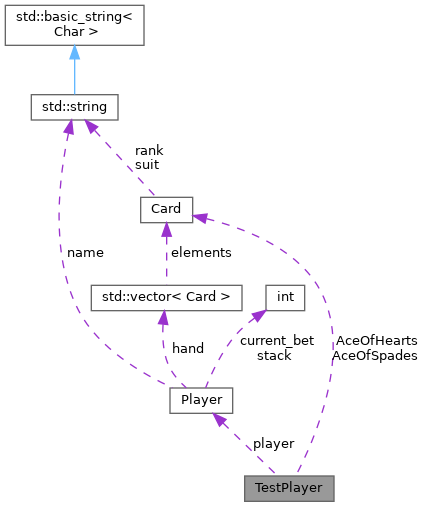 std::basic_string<
Char >
std::string
rank
suit
Card
name
elements
std::vector< Card >
int
hand
current_bet
stack
AceOfHearts
AceOfSpades
Player
player
TestPlayer